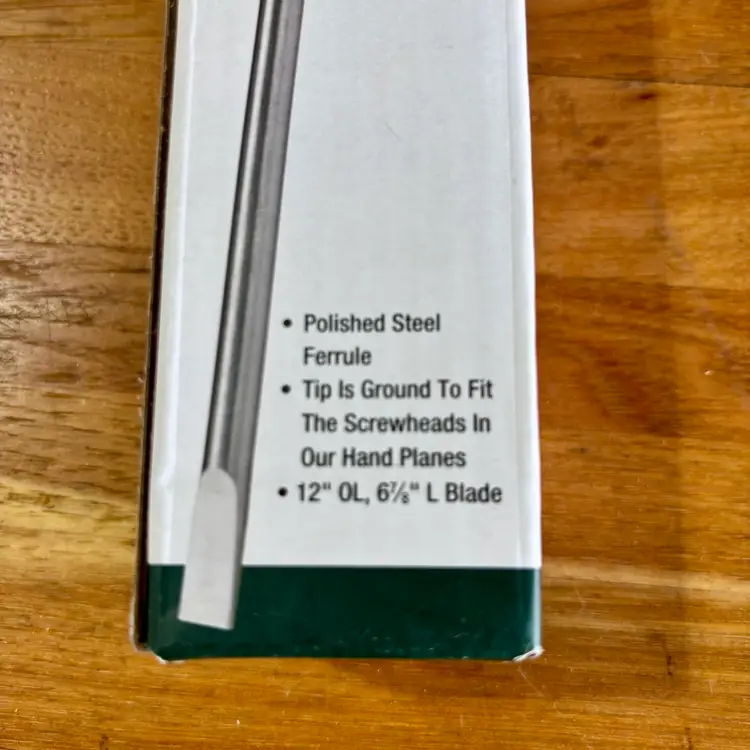 • Polished Steel
Ferrule
• Tip Is Ground To Fit
The Screwheads In
Our Hand Planes
• 12" OL, 6⅞" L Blade